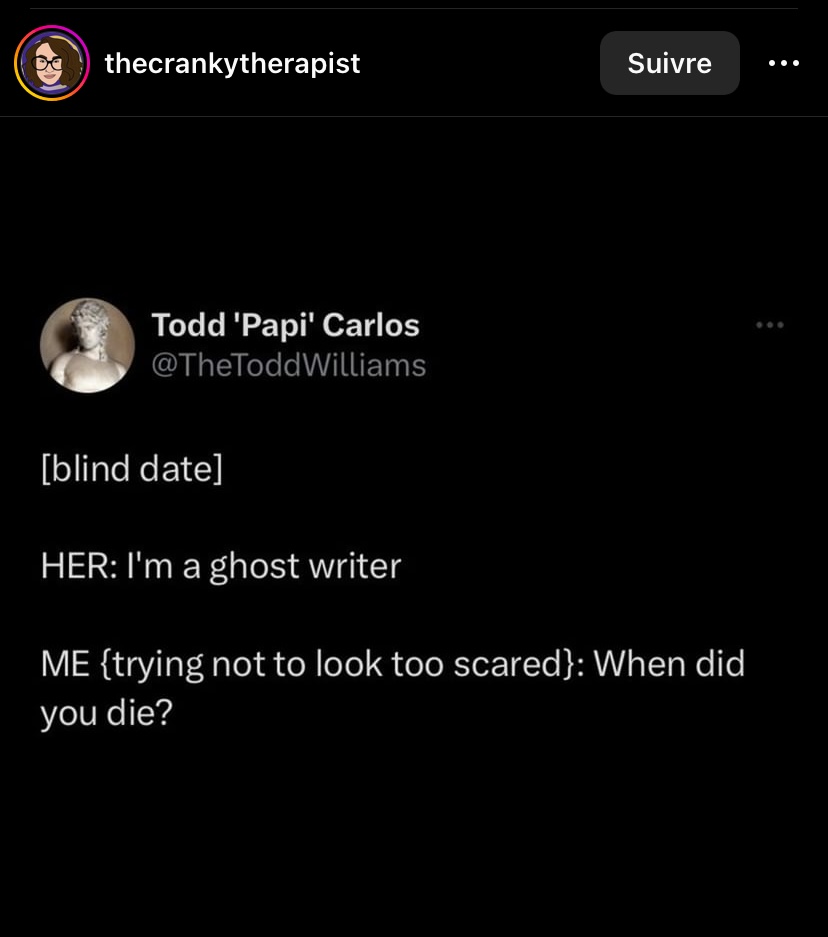 thecrankytherapist
Suivre
Todd 'Papi' Carlos
@TheToddWilliams
[blind date]
HER: I'm a ghost writer
ME {trying not to look too scared}: When did
you die?